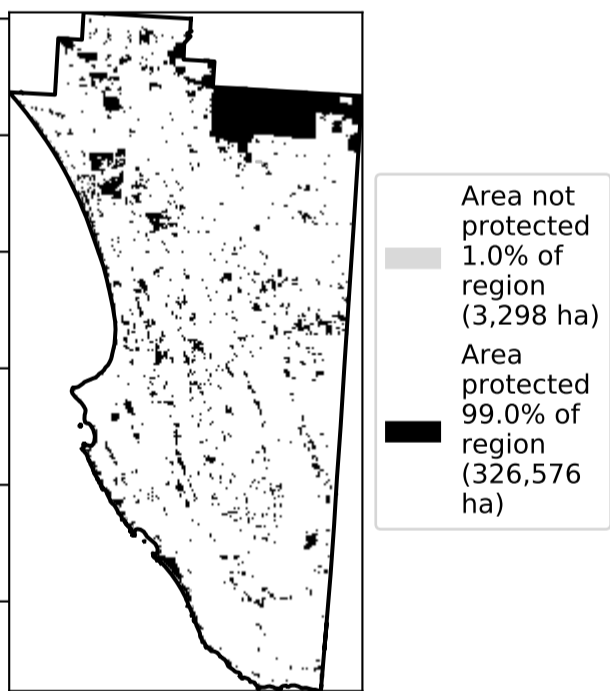 Area not
protected
1.0% of
region
(3,298 ha)
Area
protected
99.0% of
region
(326,576
ha)